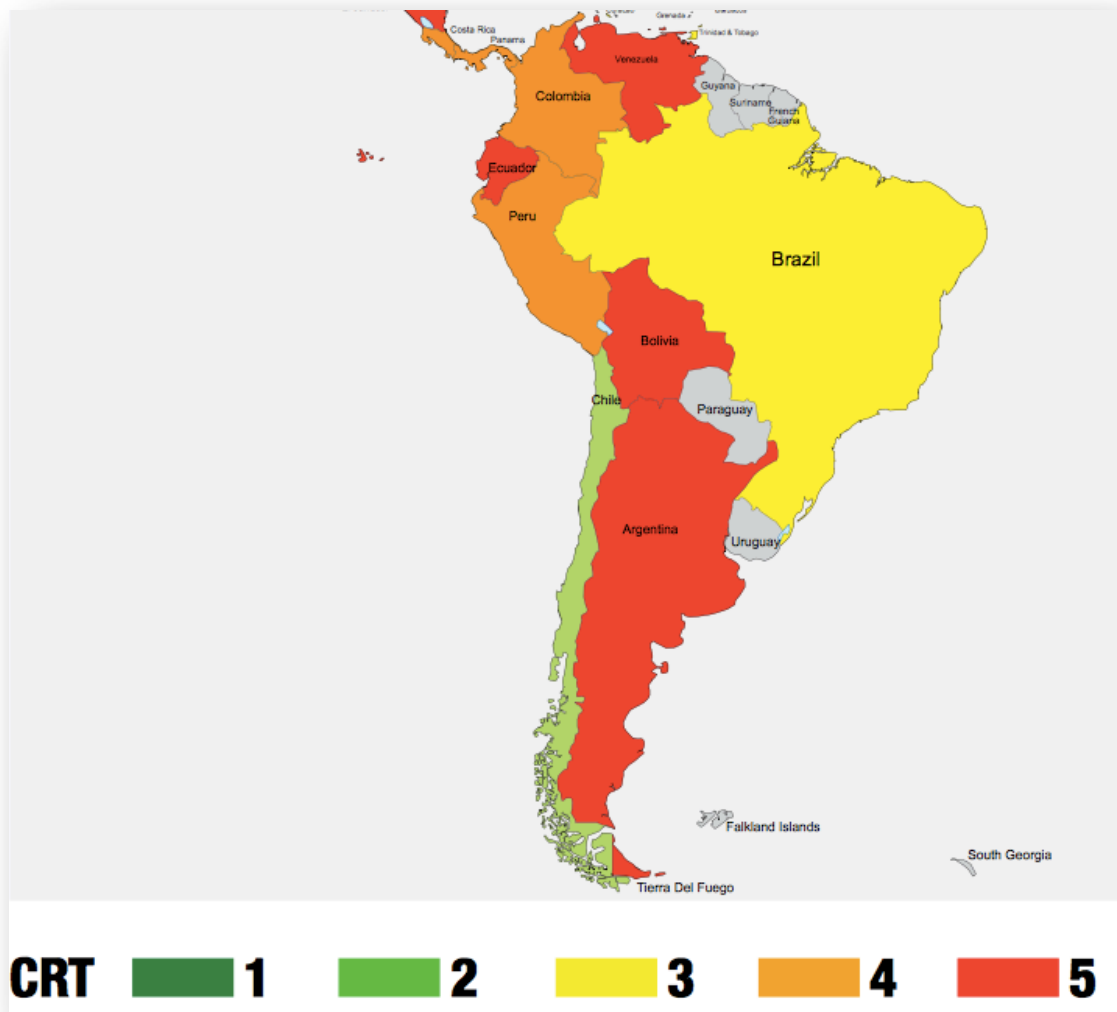 Costa Rica
Panama
Grenada
Trinidad & Tobago
Venezuela
Guyana
Suriname
French
Guiana
Colombia
Ecuador
Peru
Brazil
Bolivia
Chile
Paraguay
Argentina
Uruguay
Falkland Islands
South Georgia
Tierra Del Fuego
CRT 1 2 3 4 5